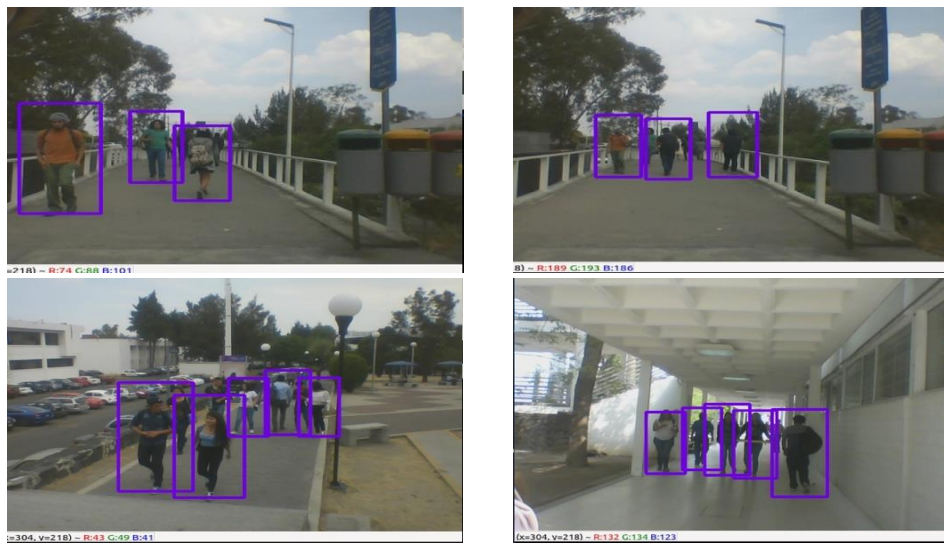 =218) ~ R:74 G:88 B:101
8) ~ R:189 G:193 B:186
:=304, y=218) ~ R:43 G:49 B:41
(x=304, y=218) ~ R:132 G:134 B:123